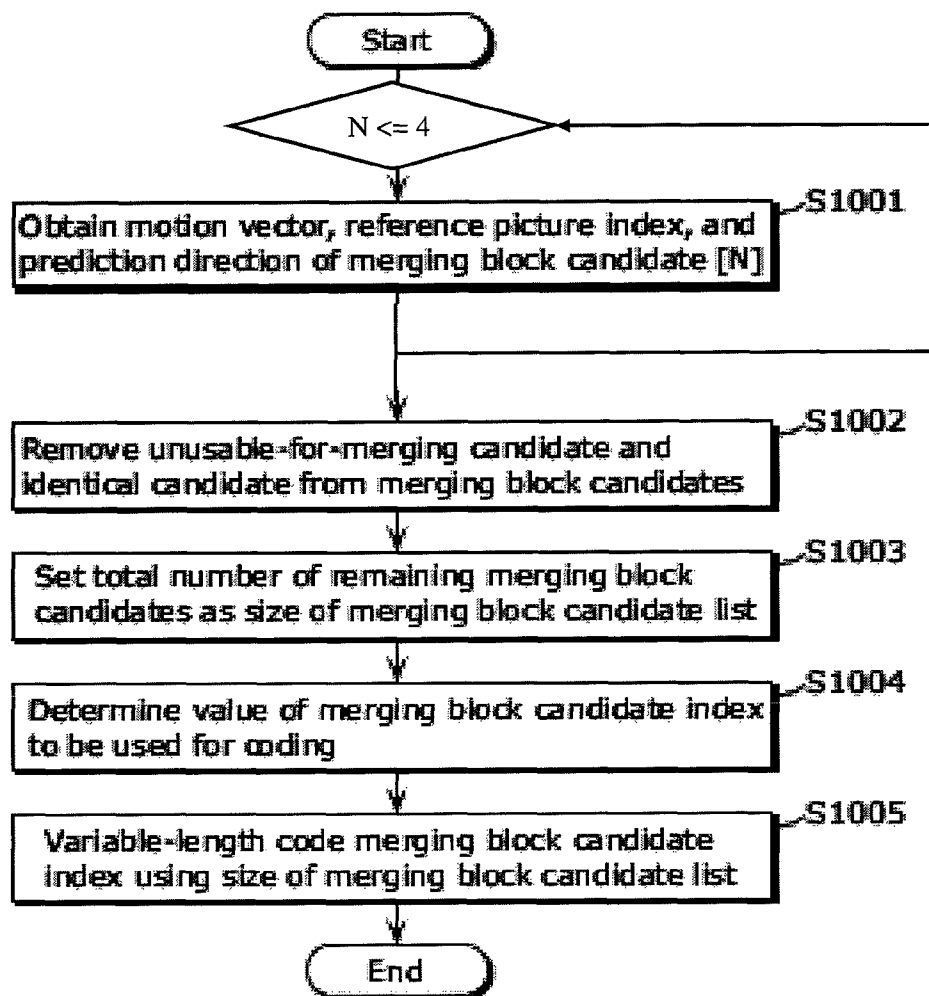 Start
N <= 4
S1001
Obtain motion vector, reference picture index, and
prediction direction of merging block candidate [N]
S1002
Remove unusable-for-merging candidate and
identical candidate from merging block candidates
S1003
Set total number of remaining merging block
candidates as size of merging block candidate list
S1004
Determine value of merging block candidate index
to be used for coding
S1005
Variable-length code merging block candidate
index using size of merging block candidate list
End